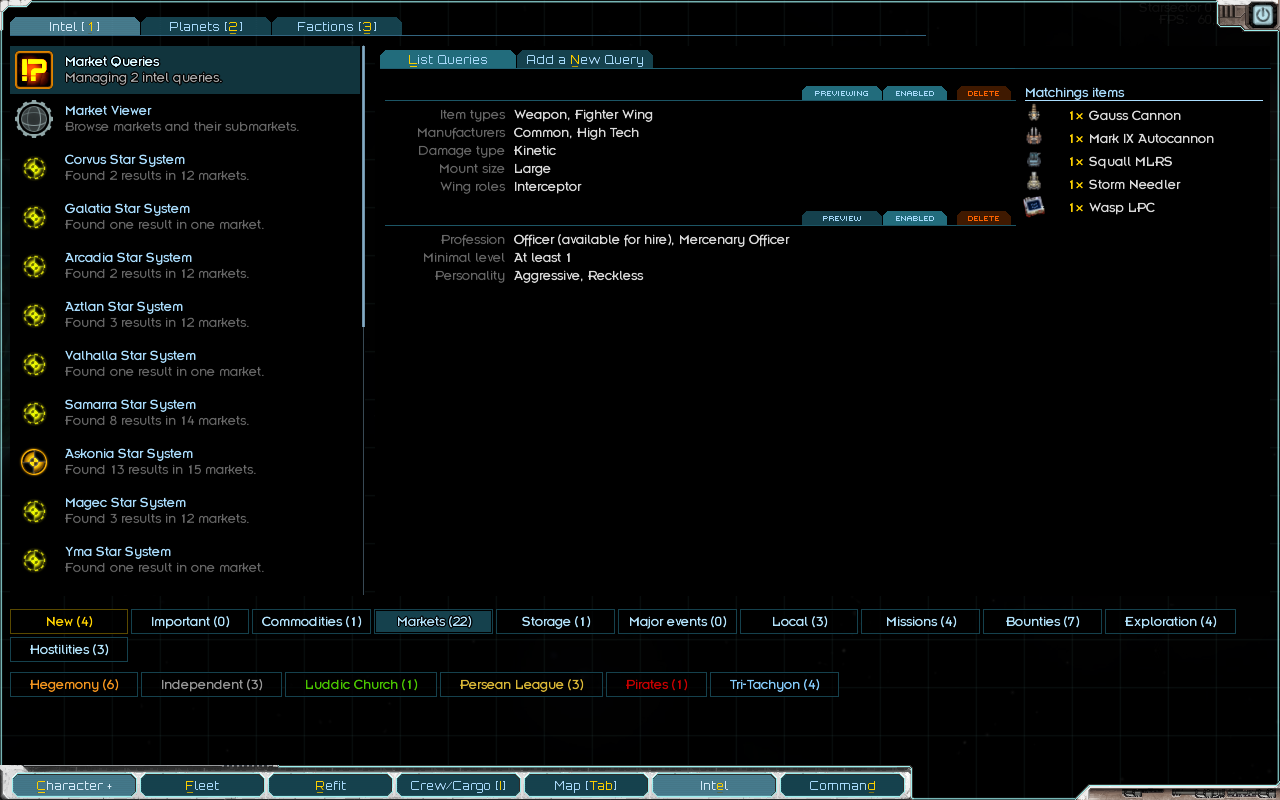 Intel [ 1 ] Planets [2] Factions [3]
Market Queries
Managing 2 intel queries.
Market Viewer
Browse markets and their submarkets.
Corvus Star System
Found 2 results in 12 markets.
Galatia Star System
Found one result in one market.
Arcadia Star System
Found 2 results in 12 markets.
Aztlan Star System
Found 3 results in 12 markets.
Valhalla Star System
Found one result in one market.
Samarra Star System
Found 8 results in 14 markets.
Askonia Star System
Found 13 results in 15 markets.
Magec Star System
Found 3 results in 12 markets.
Yma Star System
Found one result in one market.
List Queries Add a New Query
PREVIEWING ENABLED DELETE
Item types Weapon, Fighter Wing
Manufacturers Common, High Tech
Damage type Kinetic
Mount size Large
Wing roles Interceptor
PREVIEW ENABLED DELETE
Profession Officer (available for hire), Mercenary Officer
Minimal level At least 1
Personality Aggressive, Reckless
Matchings items
1× Gauss Cannon
1× Mark IX Autocannon
1× Squall MLRS
1× Storm Needler
1× Wasp LPC
New (4) Important (0) Commodities (1) Markets (22) Storage (1) Major events (0) Local (3) Missions (4) Bounties (7) Exploration (4)
Hostilities (3)
Hegemony (6) Independent (3) Luddic Church (1) Persean League (3) Pirates (1) Tri-Tachyon (4)
Character + Fleet Refit Crew/Cargo [I] Map [Tab] Intel Command